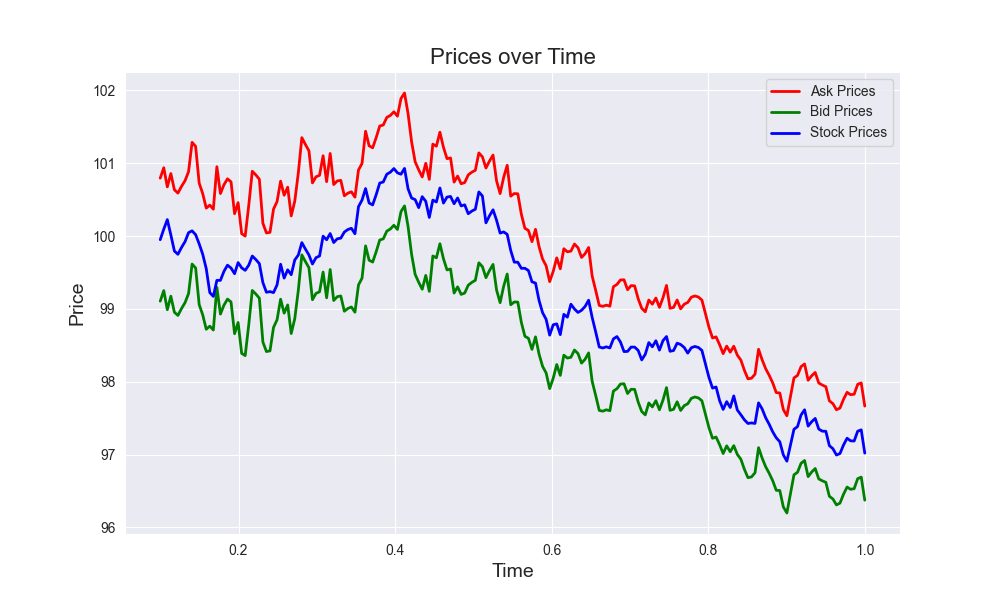 Prices over Time
Ask Prices
Bid Prices
Stock Prices
Price
102
101
100
99
98
97
96
0.2 0.4 0.6 0.8 1.0
Time